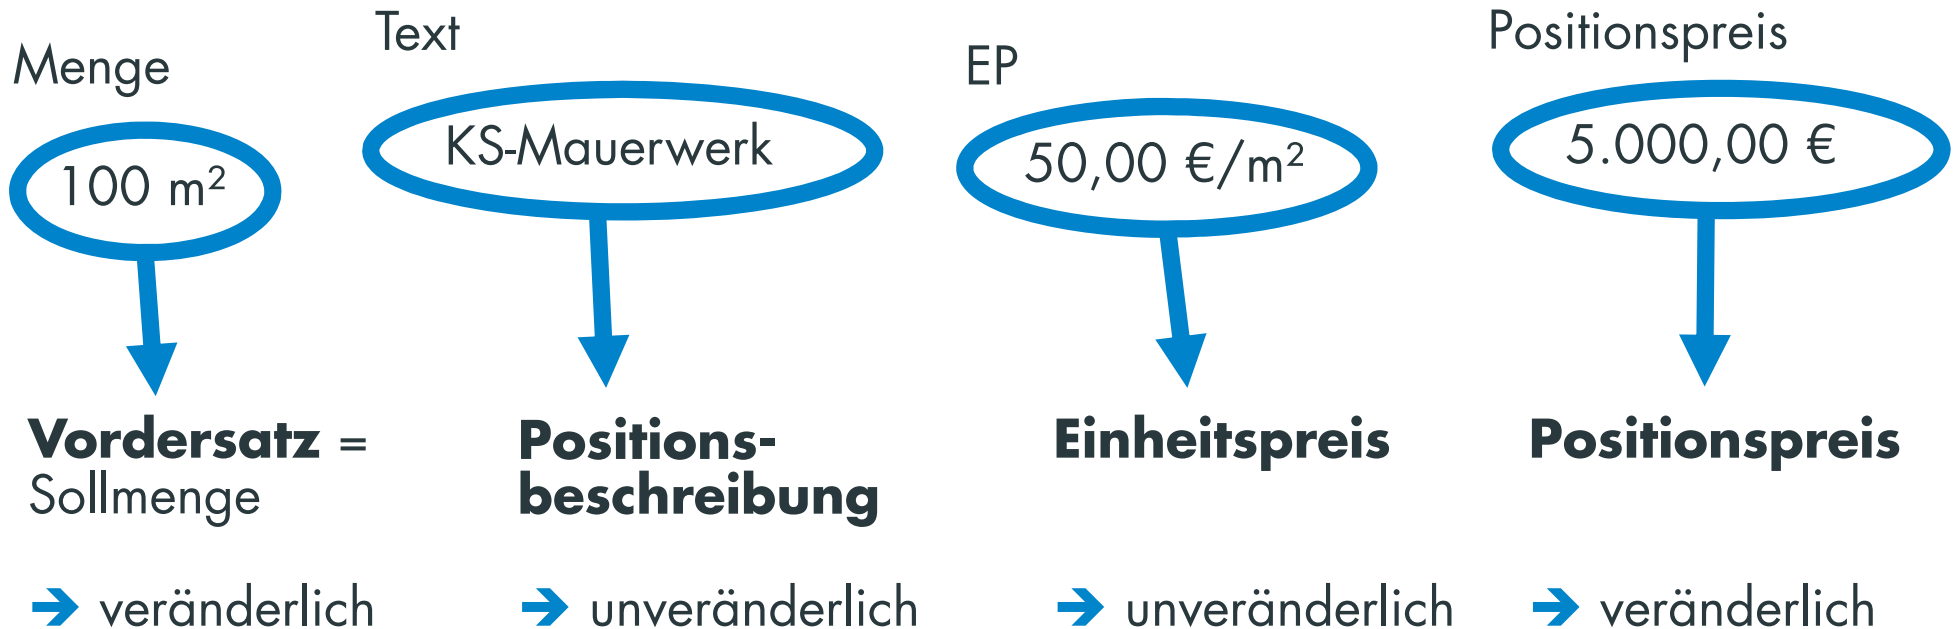 Menge
Text
EP
Positionspreis
100 m²
KS-Mauerwerk
50,00 €/m²
5.000,00 €
Vordersatz =
Sollmenge
Positions-
beschreibung
Einheitspreis
Positionspreis
➔ veränderlich
➔ unveränderlich
➔ unveränderlich
➔ veränderlich